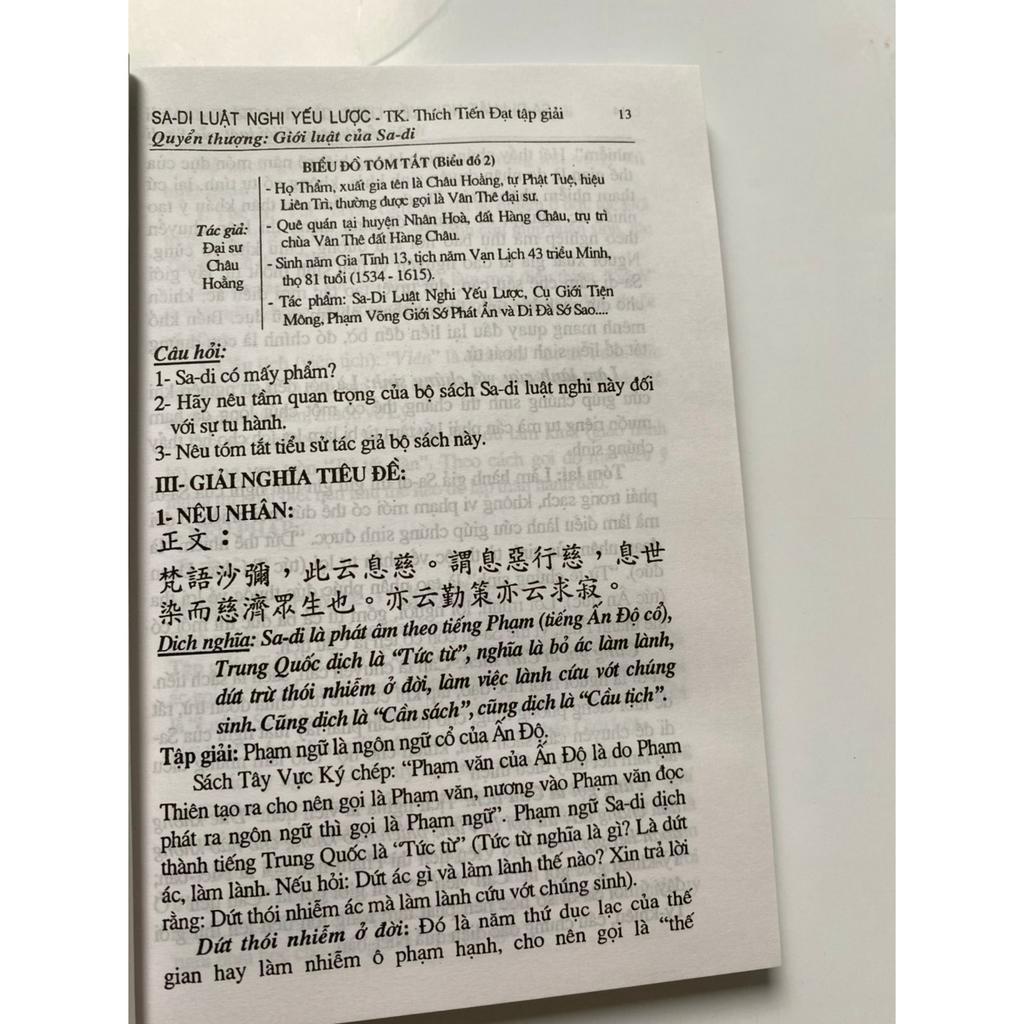 SA-DI LUẬT NGHI YẾU LƯỢC - TK. Thích Tiến Đạt tập giải 13
Quyển thượng: Giới luật của Sa-di
BIỂU ĐỒ TÓM TẮT (Biểu đồ 2)
Tác giả:
Đại sư
Châu
Hoằng
- Họ Thẩm, xuất gia tên là Châu Hoằng, tự Phật Tuệ, hiệu
Liên Trì, thường được gọi là Vân Thê đại sư.
- Quê quán tại huyện Nhân Hoà, đất Hàng Châu, trụ trì
chùa Vân Thê đất Hàng Châu.
- Sinh năm Gia Tĩnh 13, tịch năm Vạn Lịch 43 triều Minh,
thọ 81 tuổi (1534 - 1615).
- Tác phẩm: Sa-Di Luật Nghi Yếu Lược, Cụ Giới Tiện
Mông, Phạm Võng Giới Sớ Phát Ẩn và Di Đà Sớ Sao....
Câu hỏi:
1- Sa-di có mấy phẩm?
2- Hãy nêu tầm quan trọng của bộ sách Sa-di luật nghi này đối
với sự tu hành.
3- Nêu tóm tắt tiểu sử tác giả bộ sách này.
III- GIẢI NGHĨA TIÊU ĐỀ:
1- NÊU NHÂN:
正文：
梵語沙彌，此云息慈。謂息惡行慈，息世
染而慈濟眾生也。亦云勤策亦云求寂。
Dich nghĩa: Sa-di là phát âm theo tiếng Phạm (tiếng Ấn Độ cổ),
Trung Quốc dịch là “Tức từ”, nghĩa là bỏ ác làm lành,
dứt trừ thói nhiễm ở đời, làm việc lành cứu vớt chúng
sinh. Cũng dịch là “Cần sách”, cũng dịch là “Cầu tịch”.
Tập giải: Phạm ngữ là ngôn ngữ cổ của Ấn Độ.
Sách Tây Vực Ký chép: “Phạm văn của Ấn Độ là do Phạm
Thiên tạo ra cho nên gọi là Phạm văn, nương vào Phạm văn đọc
phát ra ngôn ngữ thì gọi là Phạm ngữ”. Phạm ngữ Sa-di dịch
thành tiếng Trung Quốc là “Tức từ” (Tức từ nghĩa là gì? Là dứt
ác, làm lành. Nếu hỏi: Dứt ác gì và làm lành thế nào? Xin trả lời
rằng: Dứt thói nhiễm ác mà làm lành cứu vớt chúng sinh).
Dứt thói nhiễm ở đời: Đó là năm thứ dục lạc của thế
gian hay làm nhiễm ô phạm hạnh, cho nên gọi là “thế